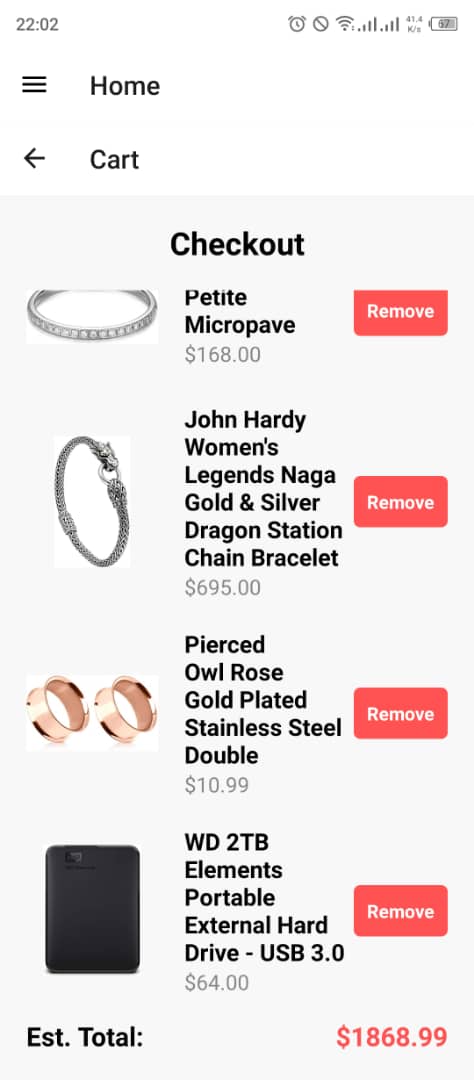 22:02
41.4
K/s
67
Home
Cart
Checkout
Petite
Micropave
$168.00
Remove
John Hardy
Women's
Legends Naga
Gold & Silver
Dragon Station
Chain Bracelet
$695.00
Remove
Pierced
Owl Rose
Gold Plated
Stainless Steel
Double
$10.99
Remove
WD 2TB
Elements
Portable
External Hard
Drive - USB 3.0
$64.00
Remove
Est. Total:
$1868.99